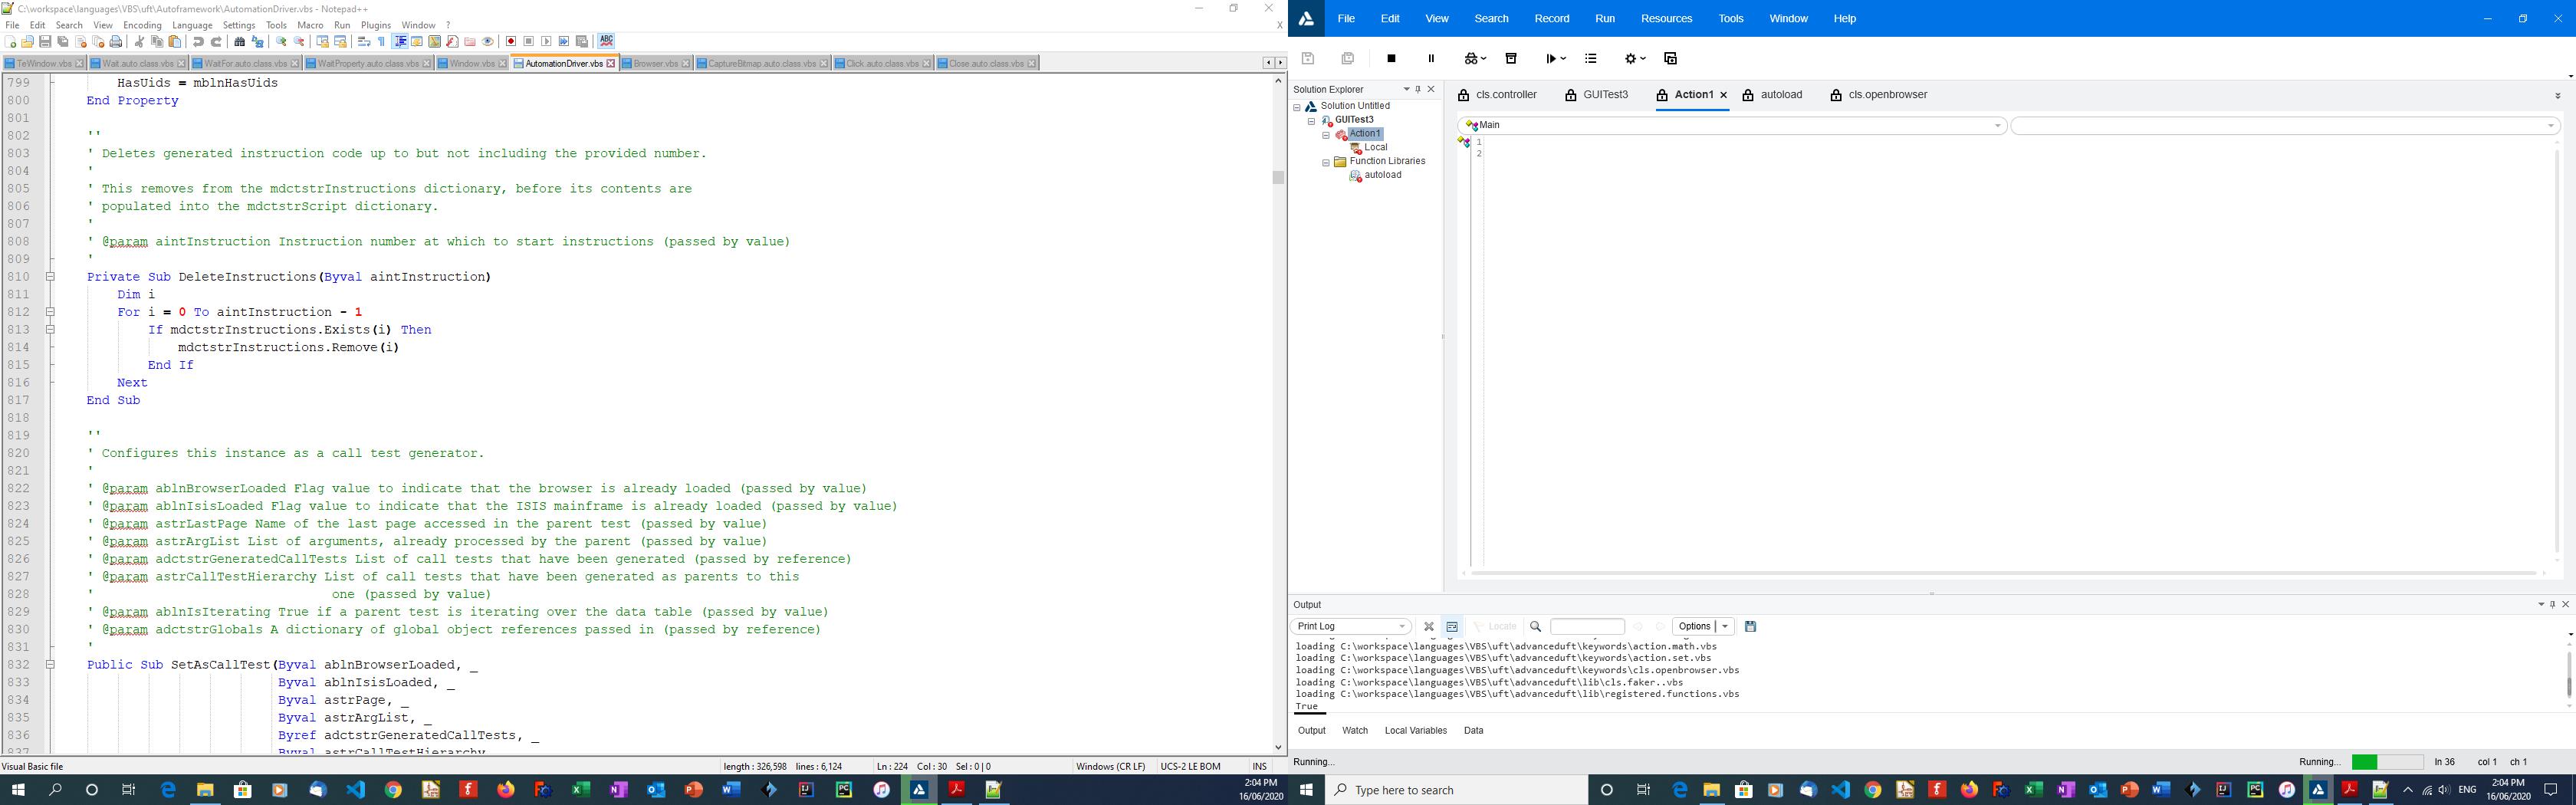 C:\workspace\languages\VBS\uft\Autoframework\AutomationDriver.vbs - Notepad++
File Edit Search View Encoding Language Settings Tools Macro Run Plugins Window ?
X
TeWindow.vbs Wait.auto.class.vbs WaitFor.auto.class.vbs WaitProperty.auto.class.vbs Window.vbs AutomationDriver.vbs Browser.vbs CaptureBitmap.auto.class.vbs Click.auto.class.vbs Close.auto.class.vbs
799 HasUids = mblnHasUids
800 End Property
801
802 ''
803 ' Deletes generated instruction code up to but not including the provided number.
804 '
805 ' This removes from the mdctstrInstructions dictionary, before its contents are
806 ' populated into the mdctstrScript dictionary.
807 '
808 ' @param aintInstruction Instruction number at which to start instructions (passed by value)
809 '
810 Private Sub DeleteInstructions(Byval aintInstruction)
811 Dim i
812 For i = 0 To aintInstruction - 1
813 If mdctstrInstructions.Exists(i) Then
814 mdctstrInstructions.Remove(i)
815 End If
816 Next
817 End Sub
818
819 ''
820 ' Configures this instance as a call test generator.
821 '
822 ' @param ablnBrowserLoaded Flag value to indicate that the browser is already loaded (passed by value)
823 ' @param ablnIsisLoaded Flag value to indicate that the ISIS mainframe is already loaded (passed by value)
824 ' @param astrLastPage Name of the last page accessed in the parent test (passed by value)
825 ' @param astrArgList List of arguments, already processed by the parent (passed by value)
826 ' @param adctstrGeneratedCallTests List of call tests that have been generated (passed by reference)
827 ' @param astrCallTestHierarchy List of call tests that have been generated as parents to this
828 ' one (passed by value)
829 ' @param ablnIsIterating True if a parent test is iterating over the data table (passed by value)
830 ' @param adctstrGlobals A dictionary of global object references passed in (passed by reference)
831 '
832 Public Sub SetAsCallTest(Byval ablnBrowserLoaded, _
833 Byval ablnIsisLoaded, _
834 Byval astrPage, _
835 Byval astrArgList, _
836 Byref adctstrGeneratedCallTests, _
837 Byval astrCallTestHierarchy
Visual Basic file length : 326,598 lines : 6,124 Ln : 224 Col : 30 Sel : 0 | 0 Windows (CR LF) UCS-2 LE BOM INS
2:04 PM
16/06/2020
File Edit View Search Record Run Resources Tools Window Help
Solution Explorer
Solution Untitled
GUITest3
Action1
Local
Function Libraries
autoload
cls.controller GUITest3 Action1 autoload cls.openbrowser
Main
1
2
Output
Print Log Locate Options
loading C:\workspace\languages\VBS\uft\advanceduft\keywords\action.math.vbs
loading C:\workspace\languages\VBS\uft\advanceduft\keywords\action.set.vbs
loading C:\workspace\languages\VBS\uft\advanceduft\keywords\cls.openbrowser.vbs
loading C:\workspace\languages\VBS\uft\advanceduft\lib\cls.faker..vbs
loading C:\workspace\languages\VBS\uft\advanceduft\lib\registered.functions.vbs
True
Output Watch Local Variables Data
Running... Running... ln 36 col 1 ch 1
Type here to search
ENG
2:04 PM
16/06/2020